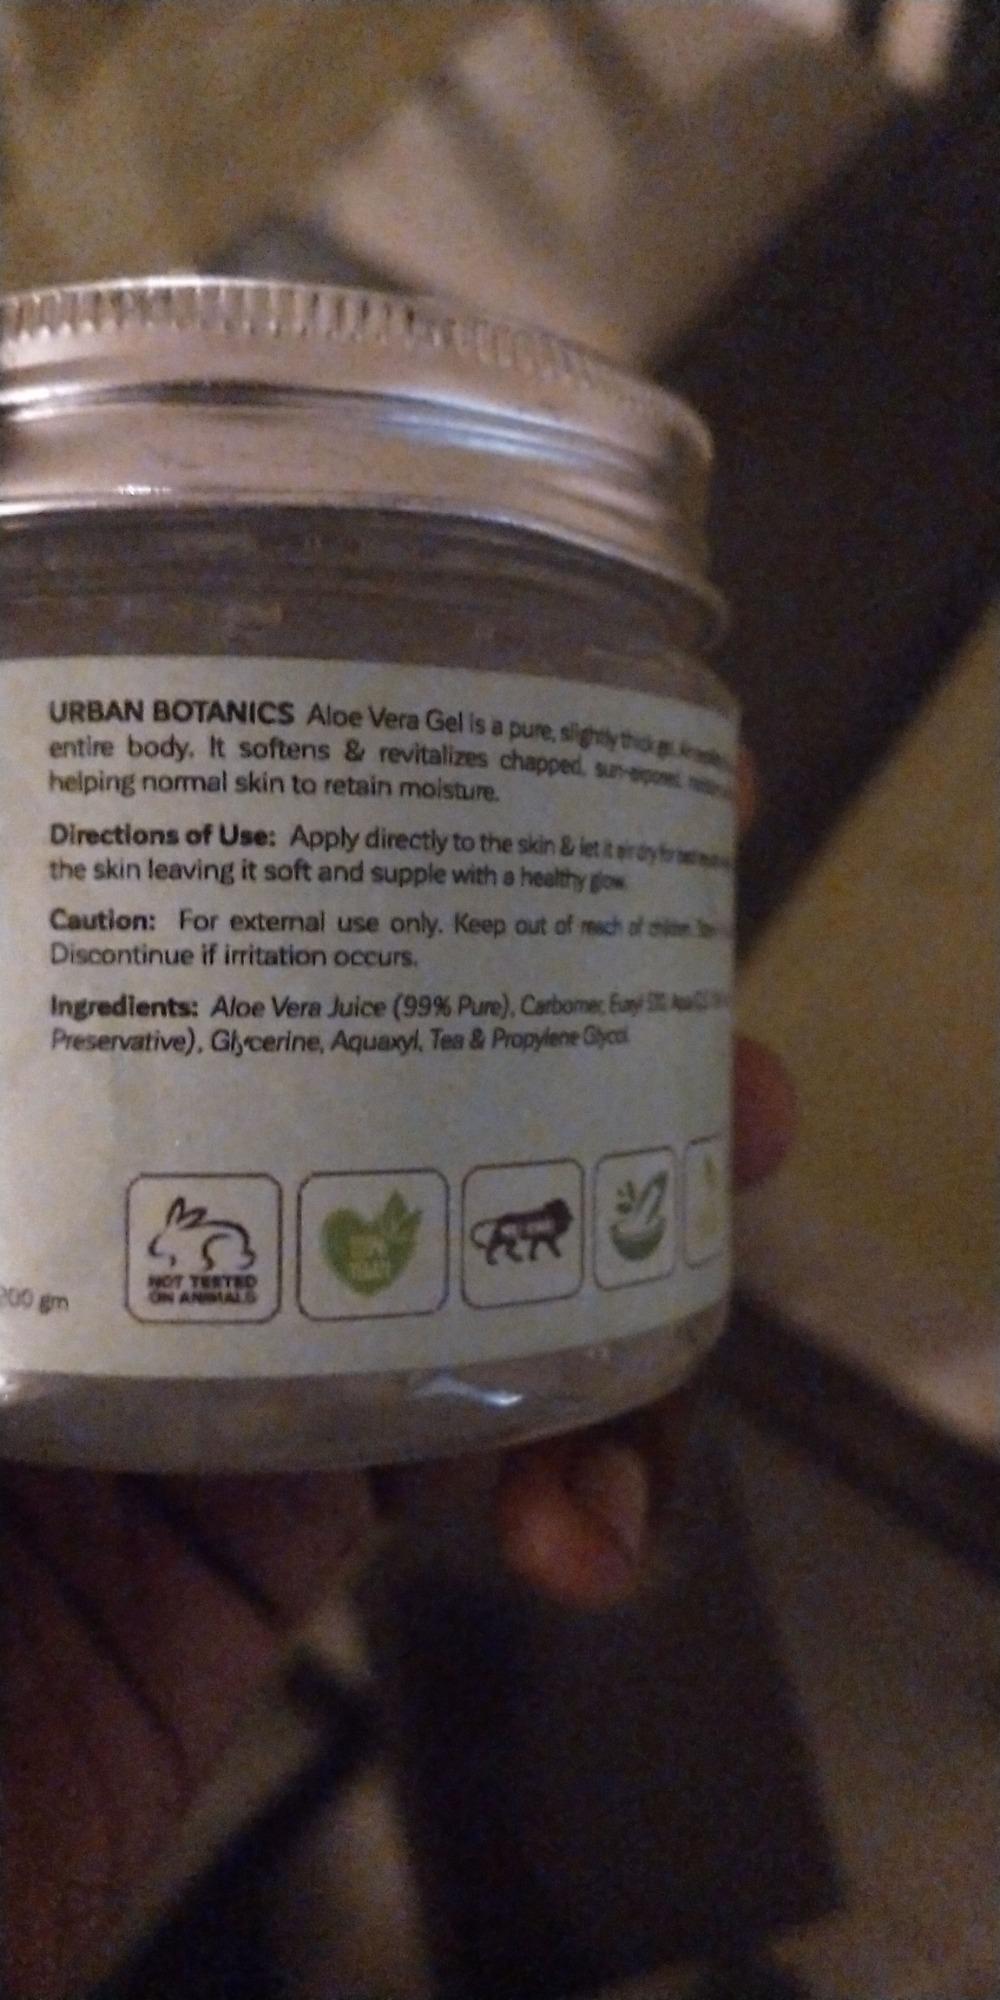 URBAN BOTANICS Aloe Vera Gel is a pure, slightly thick gel.
entire body. It softens & revitalizes chapped, sun-exposed,
helping normal skin to retain moisture.
Directions of Use: Apply directly to the skin & let it air dry for best
the skin leaving it soft and supple with a healthy glow.
Caution: For external use only. Keep out of reach of children.
Discontinue if irritation occurs.
Ingredients: Aloe Vera Juice (99% Pure), Carbomer,
Preservative), Glycerine, Aquaxyl, Tea & Propylene Glycol.
NOT TESTED
ON ANIMALS
200 gm